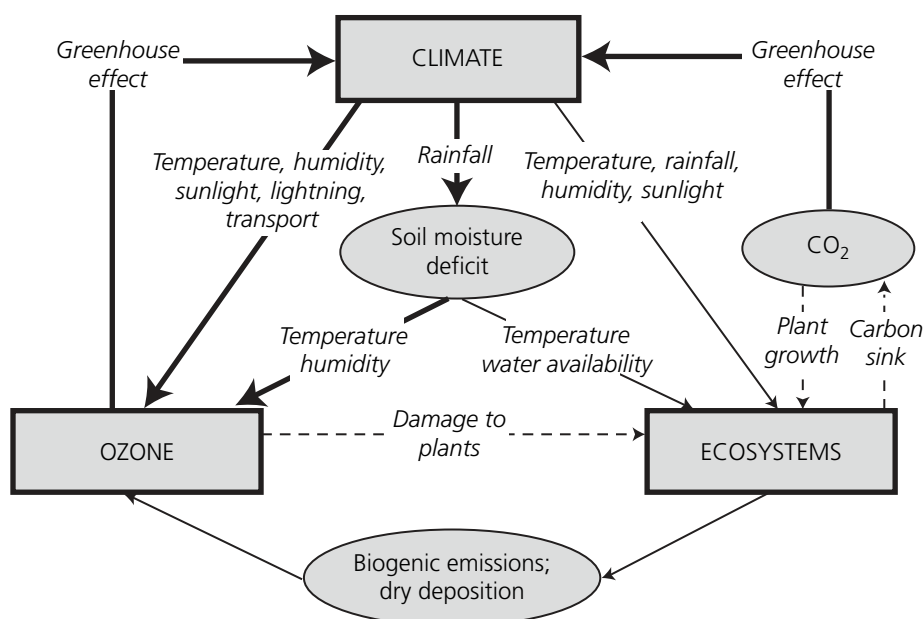 Greenhouse
effect
CLIMATE
Greenhouse
effect
Temperature, humidity,
sunlight, lightning,
transport
Rainfall
Temperature, rainfall,
humidity, sunlight
Soil moisture
deficit
CO₂
Temperature
humidity
Temperature
water availability
Plant
growth
Carbon
sink
OZONE
Damage to
plants
ECOSYSTEMS
Biogenic emissions;
dry deposition